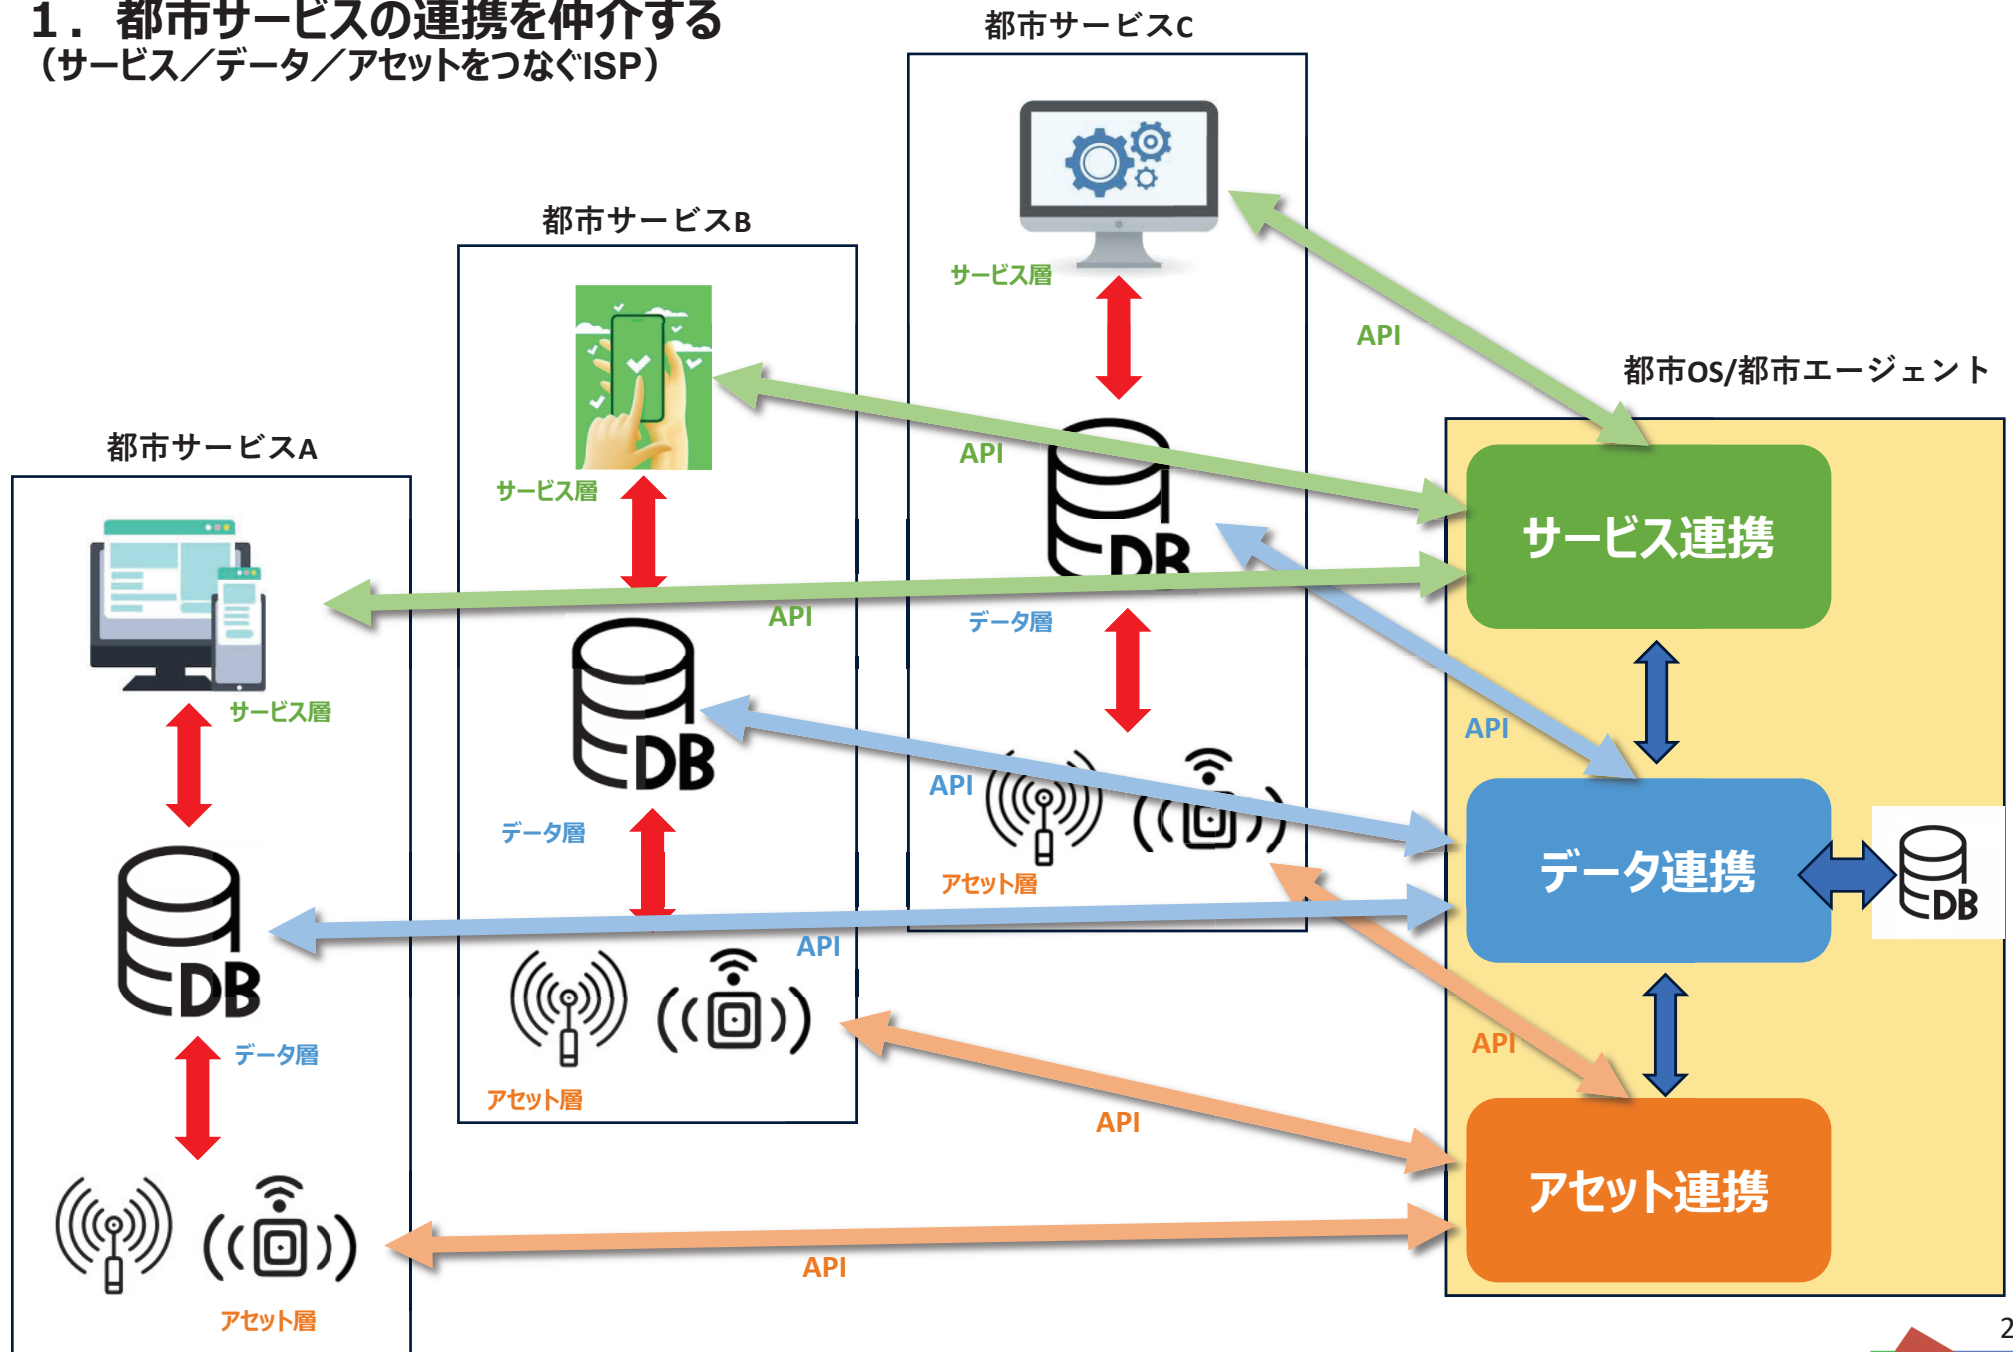 １．都市サービスの連携を仲介する
（サービス／データ／アセットをつなぐISP）
都市サービスC
サービス層
API
データ層
API
アセット層
API
都市サービスB
サービス層
API
データ層
API
アセット層
API
都市サービスA
サービス層
API
データ層
API
アセット層
API
DB
DB
DB
都市OS/都市エージェント
サービス連携
データ連携
DB
アセット連携
2